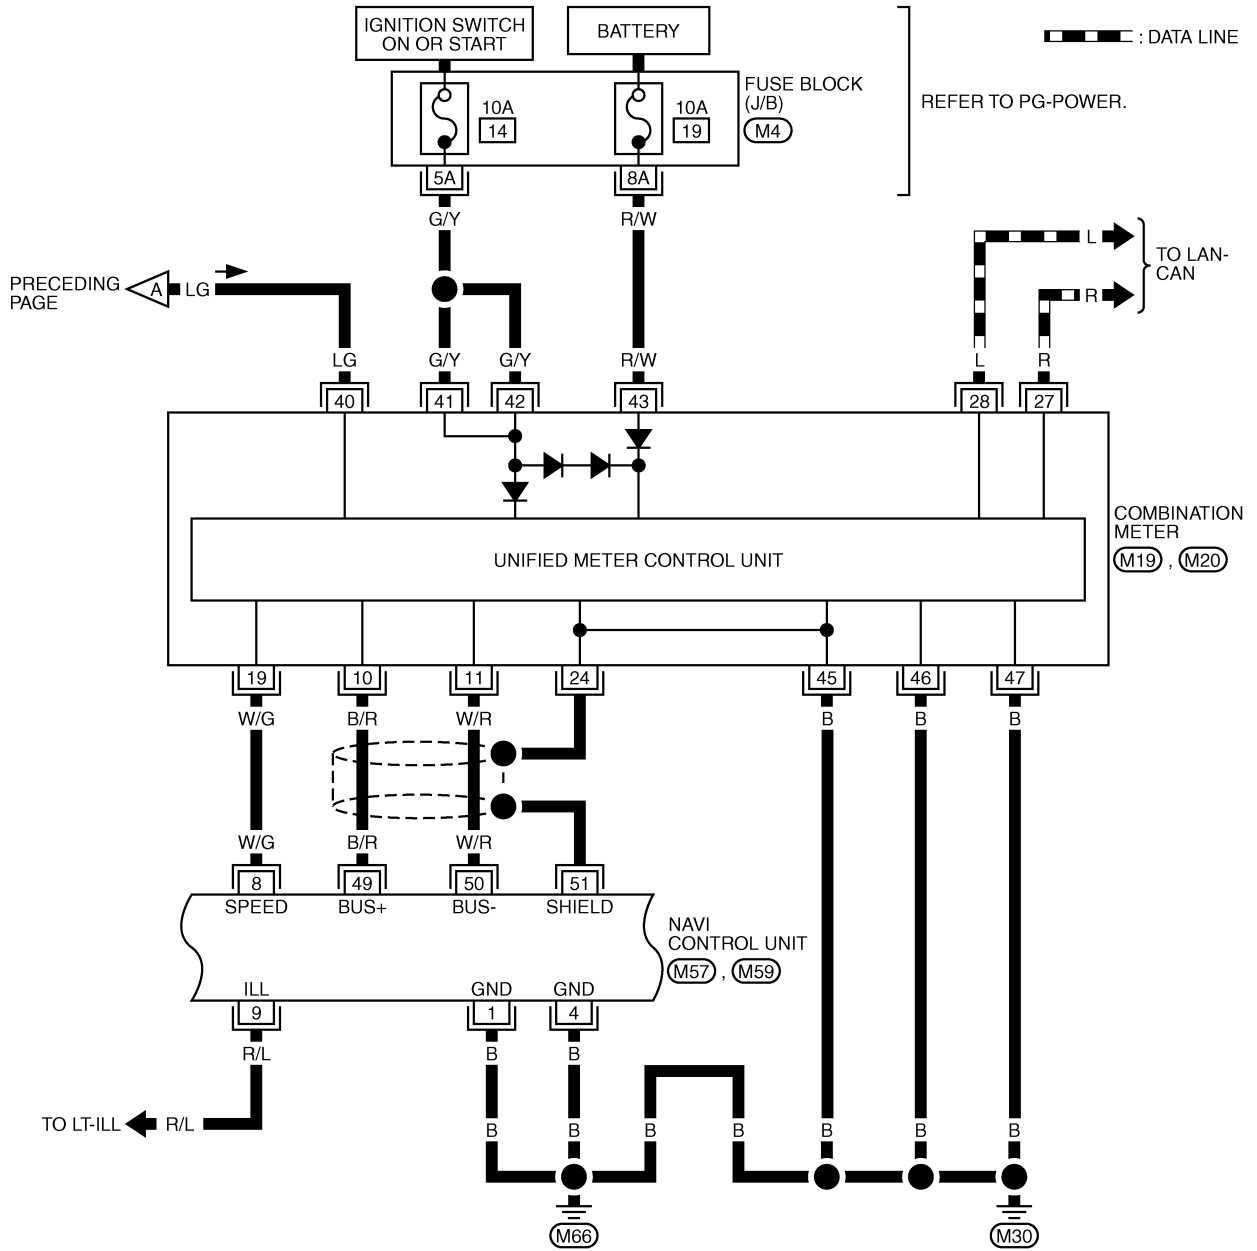 IGNITION SWITCH
ON OR START
BATTERY
: DATA LINE
FUSE BLOCK
(J/B)
M4
10A
14
10A
19
REFER TO PG-POWER.
5A
8A
G/Y
R/W
L
TO LAN-
CAN
R
PRECEDING
PAGE
A
LG
LG
G/Y
G/Y
R/W
L
R
40
41
42
43
28
27
COMBINATION
METER
M19 , M20
UNIFIED METER CONTROL UNIT
19
10
11
24
45
46
47
W/G
B/R
W/R
B
B
B
W/G
B/R
W/R
8
49
50
51
SPEED
BUS+
BUS-
SHIELD
NAVI
CONTROL UNIT
M57 , M59
ILL
GND
GND
9
1
4
R/L
B
B
TO LT-ILL
R/L
B
B
B
B
B
B
B
M66
M30